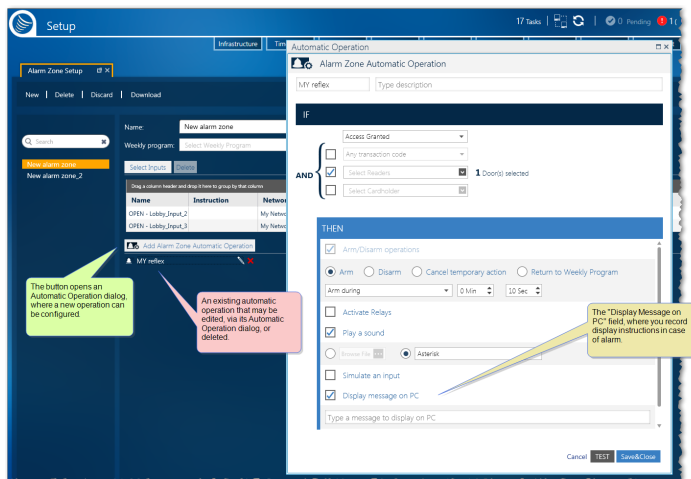 Setup
17 Tasks
0 Pending
1
Infrastructure
Tim
Alarm Zone Setup
New | Delete | Discard | Download
Search
New alarm zone
New alarm zone_2
Name:
New alarm zone
Weekly program:
Select Weekly Program
Select Inputs
Delete
Drag a column header and drop it here to group by that column
Name Instruction Networ
OPEN - Lobby_Input_2 My Netwo
OPEN - Lobby_Input_3 My Netwo
Add Alarm Zone Automatic Operation
MY reflex
The button opens an
Automatic Operation dialog,
where a new operation can
be configured.
An existing automatic
operation that may be
edited, via its Automatic
Operation dialog, or
deleted.
Automatic Operation
Alarm Zone Automatic Operation
MY reflex
Type description
IF
Access Granted
Any transaction code
AND
Select Readers
1 Door(s) selected
Select Cardholder
THEN
Arm/Disarm operations
Arm Disarm Cancel temporary action Return to Weekly Program
Arm during 0 Min 10 Sec
Activate Relays
Play a sound
Browse File
Asterisk
Simulate an input
Display message on PC
Type a message to display on PC
The "Display Message on
PC" field, where you record
display instructions in case
of alarm.
Cancel TEST Save&Close